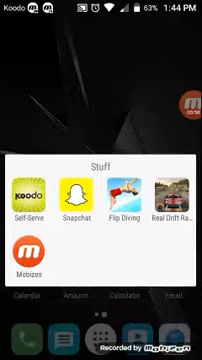 Koodo 63% 1:44 PM
Stuff
KOODO
Self-Serve Snapchat Flip Diving Real Drift Ra...
Mobizen
Calendar Amazon Calculator Email
Recorded by Mobizen